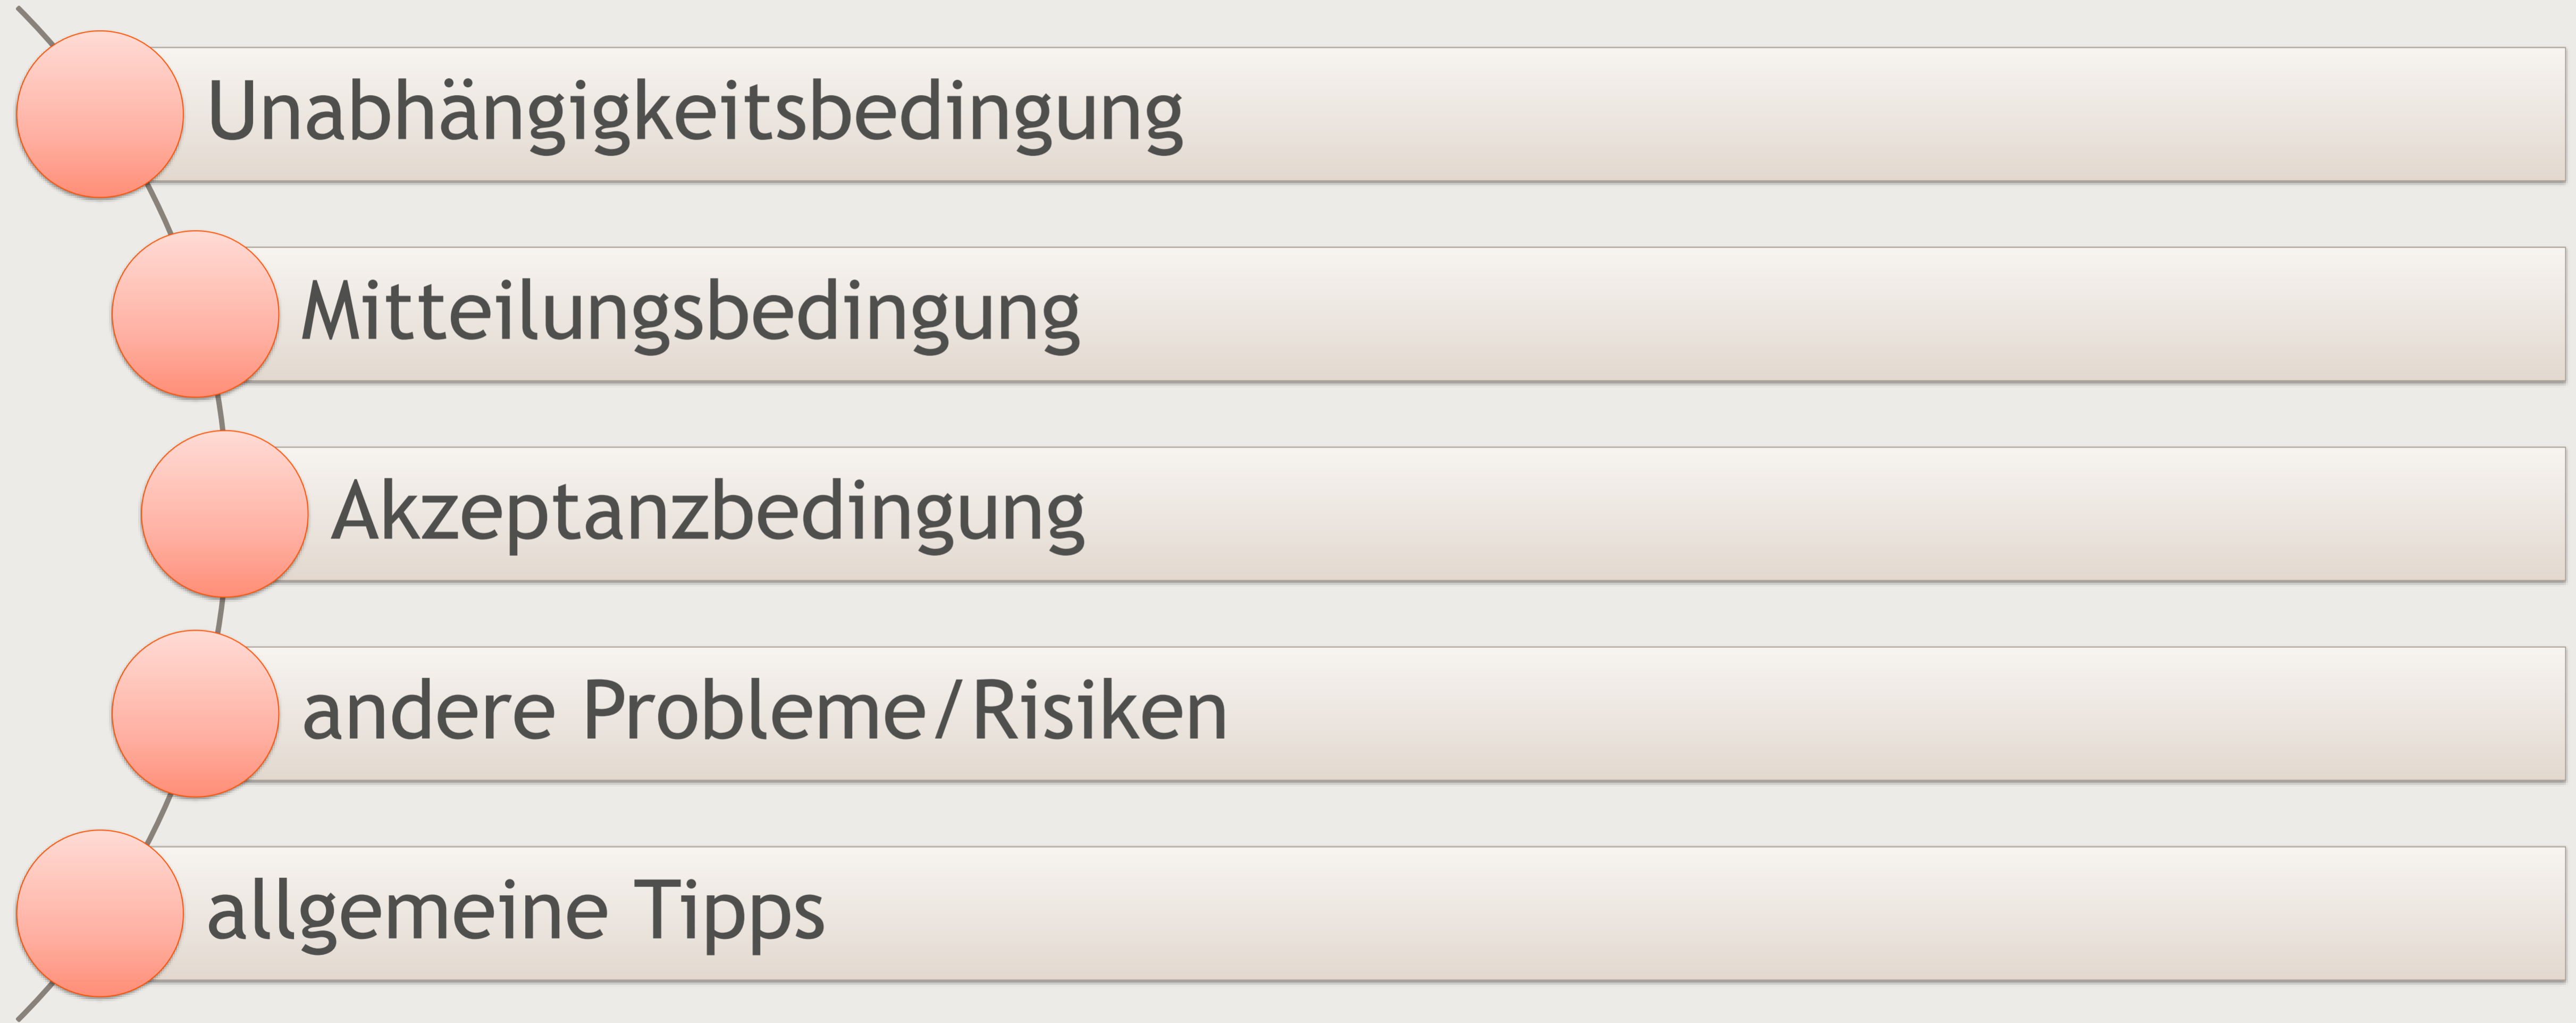 Unabhängigkeitsbedingung
Mitteilungsbedingung
Akzeptanzbedingung
andere Probleme/Risiken
allgemeine Tipps